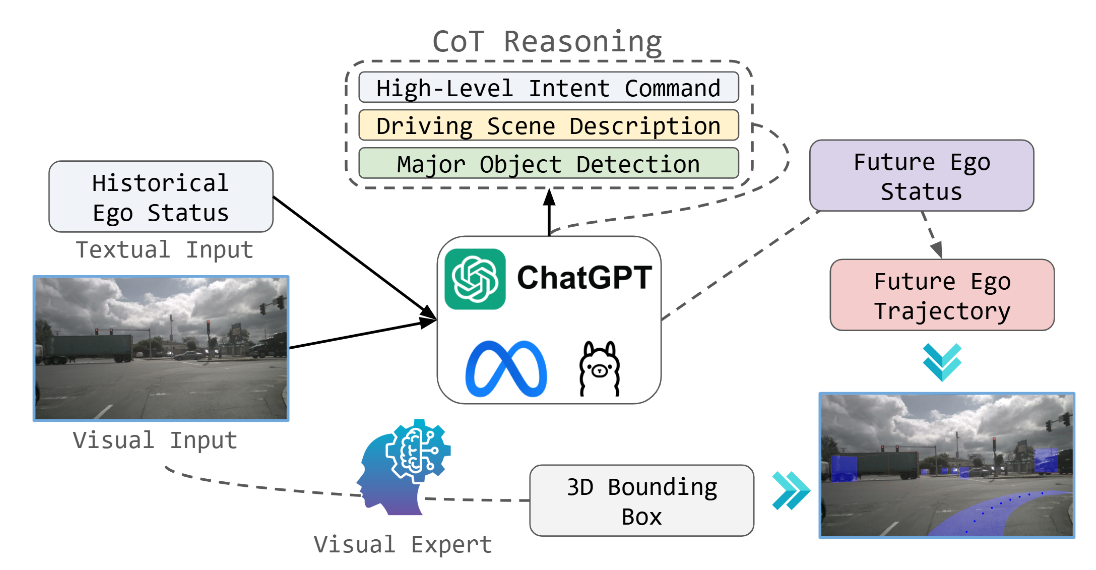 CoT Reasoning
High-Level Intent Command
Driving Scene Description
Major Object Detection
Historical
Ego Status
Textual Input
Visual Input
ChatGPT
Future Ego
Status
Future Ego
Trajectory
Visual Expert
3D Bounding
Box